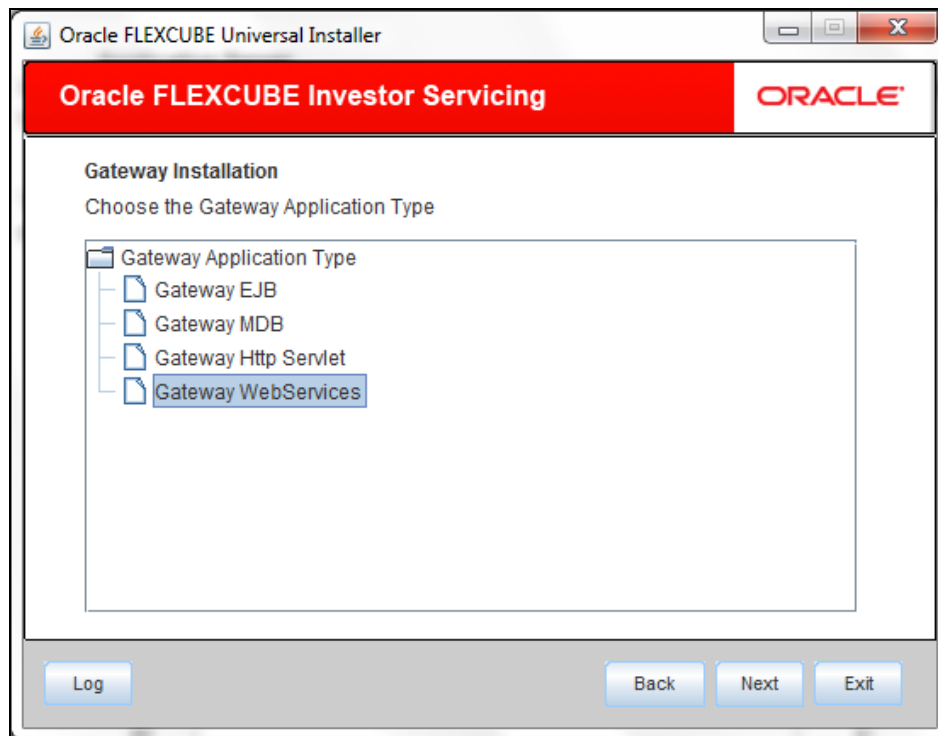 Oracle FLEXCUBE Universal Installer
Oracle FLEXCUBE Investor Servicing
ORACLE
Gateway Installation
Choose the Gateway Application Type
Gateway Application Type
Gateway EJB
Gateway MDB
Gateway Http Servlet
Gateway WebServices
Log Back Next Exit